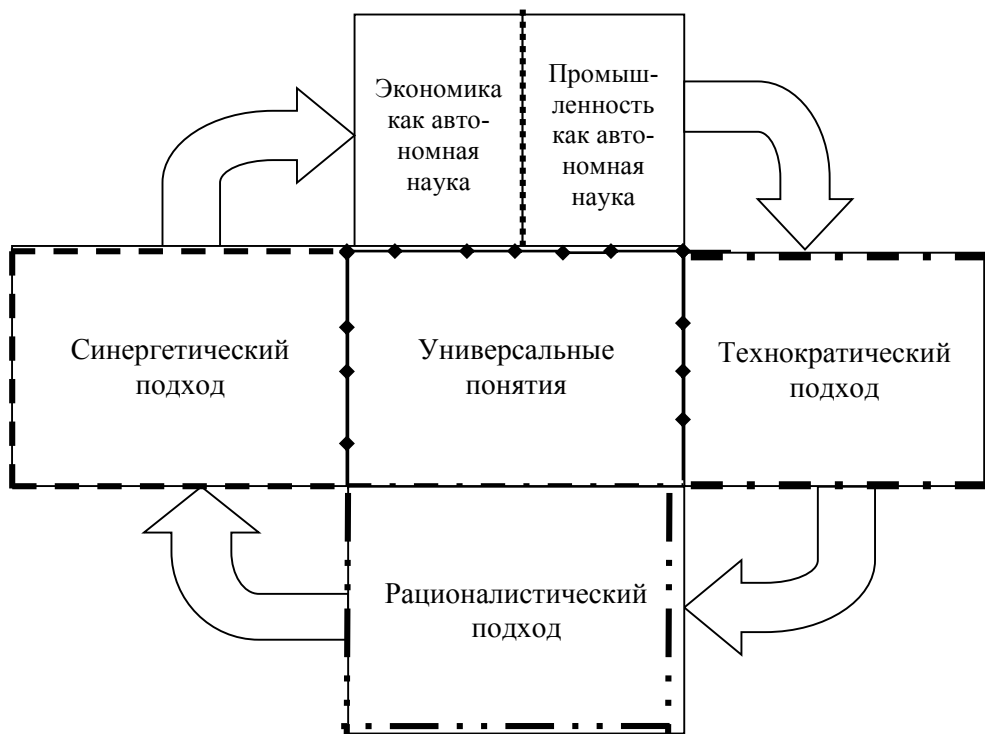 Экономика
как авто-
номная
наука
Промыш-
ленность
как авто-
номная
наука
Синергетический
подход
Универсальные
понятия
Технократический
подход
Рационалистический
подход